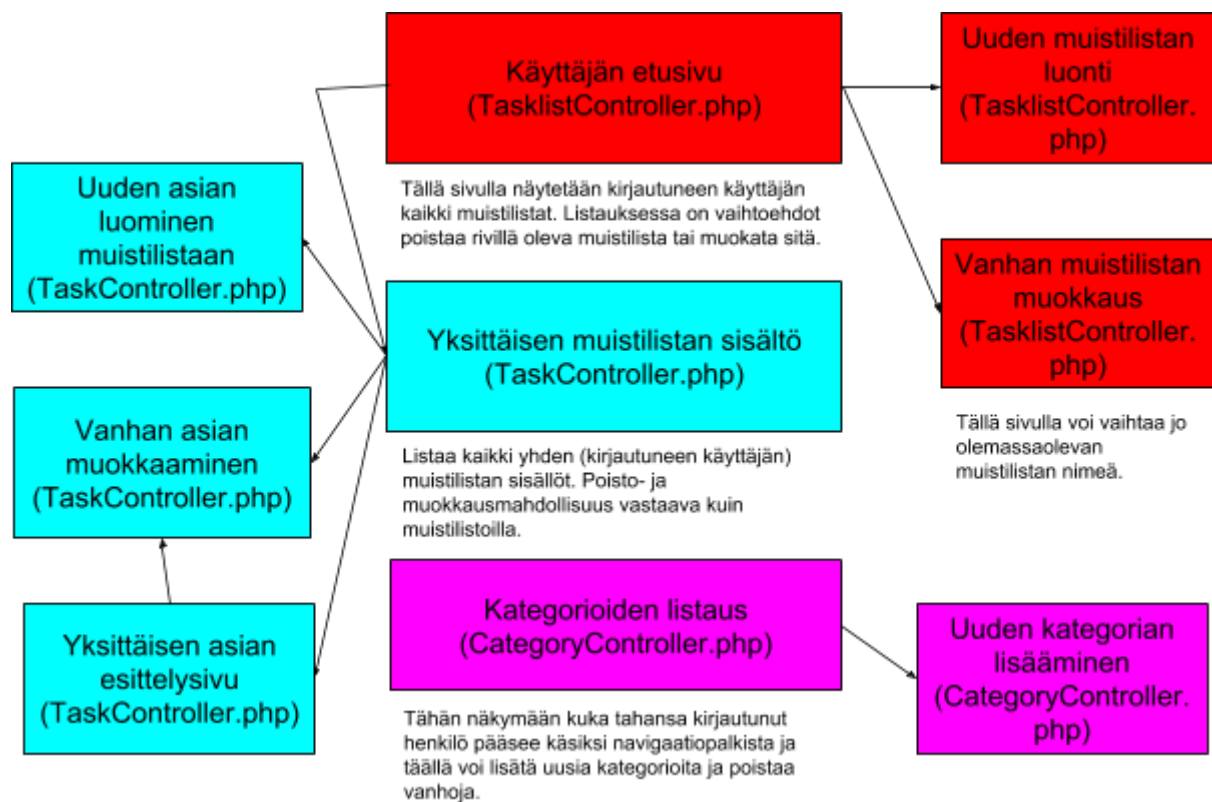 Käyttäjän etusivu
(TasklistController.php)
Uuden muistilistan
luonti
(TasklistController.
php)
Tällä sivulla näytetään kirjautuneen käyttäjän
kaikki muistilistat. Listauksessa on vaihtoehdot
poistaa rivillä oleva muistilista tai muokata sitä.
Uuden asian
luominen
muistilistaan
(TaskController.php)
Vanhan muistilistan
muokkaus
(TasklistController.
php)
Tällä sivulla voi vaihtaa jo
olemassaolevan
muistilistan nimeä.
Yksittäisen muistilistan sisältö
(TaskController.php)
Listaa kaikki yhden (kirjautuneen käyttäjän)
muistilistan sisällöt. Poisto- ja
muokkausmahdollisuus vastaava kuin
muistilistoilla.
Vanhan asian
muokkaaminen
(TaskController.php)
Yksittäisen asian
esittelysivu
(TaskController.php)
Kategorioiden listaus
(CategoryController.php)
Tähän näkymään kuka tahansa kirjautunut
henkilö pääsee käsiksi navigaatiopalkista ja
täällä voi lisätä uusia kategorioita ja poistaa
vanhoja.
Uuden kategorian
lisääminen
(CategoryController.
php)